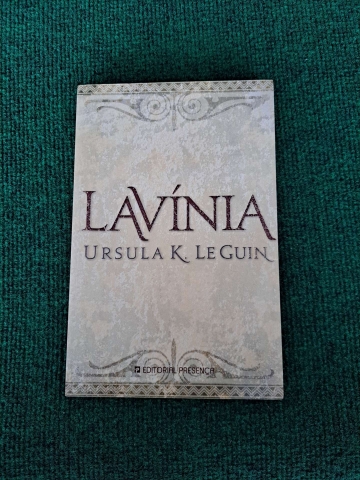 LAVÍNIA
URSULA K. LE GUIN
EDITORIAL PRESENÇA